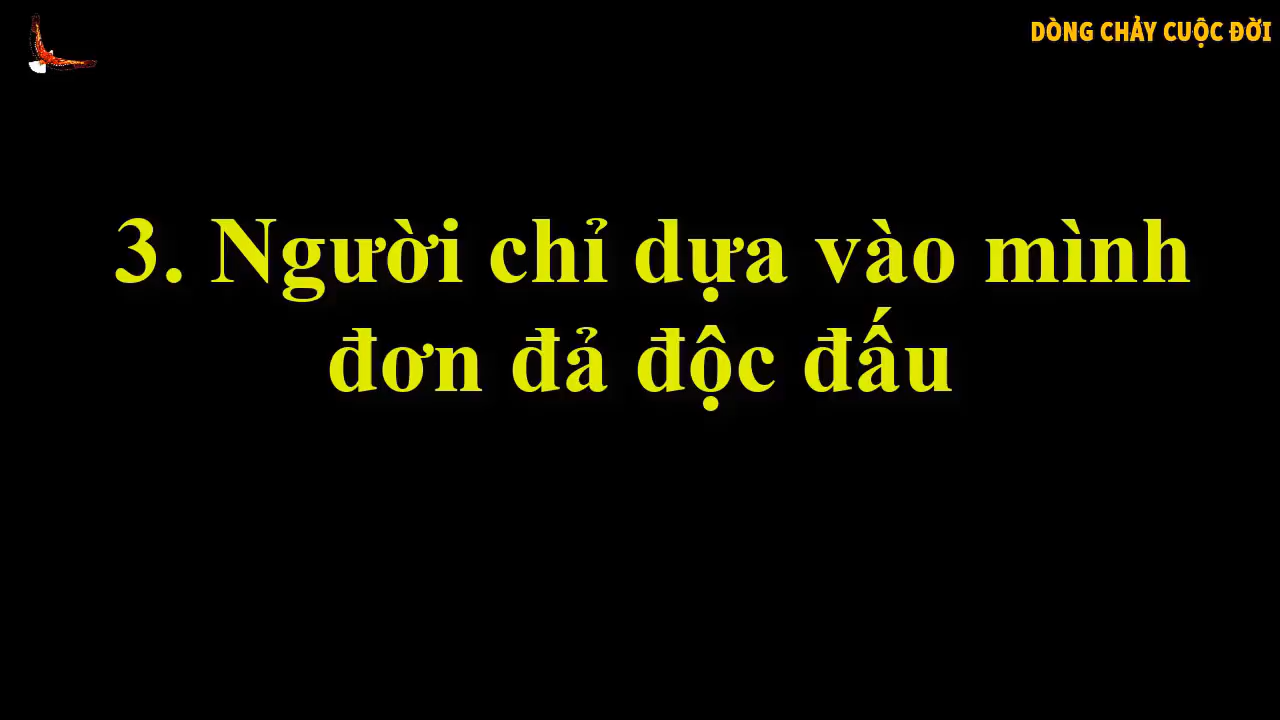 DÒNG CHẢY CUỘC ĐỜI
3. Người chỉ dựa vào mình
đơn đả độc đấu